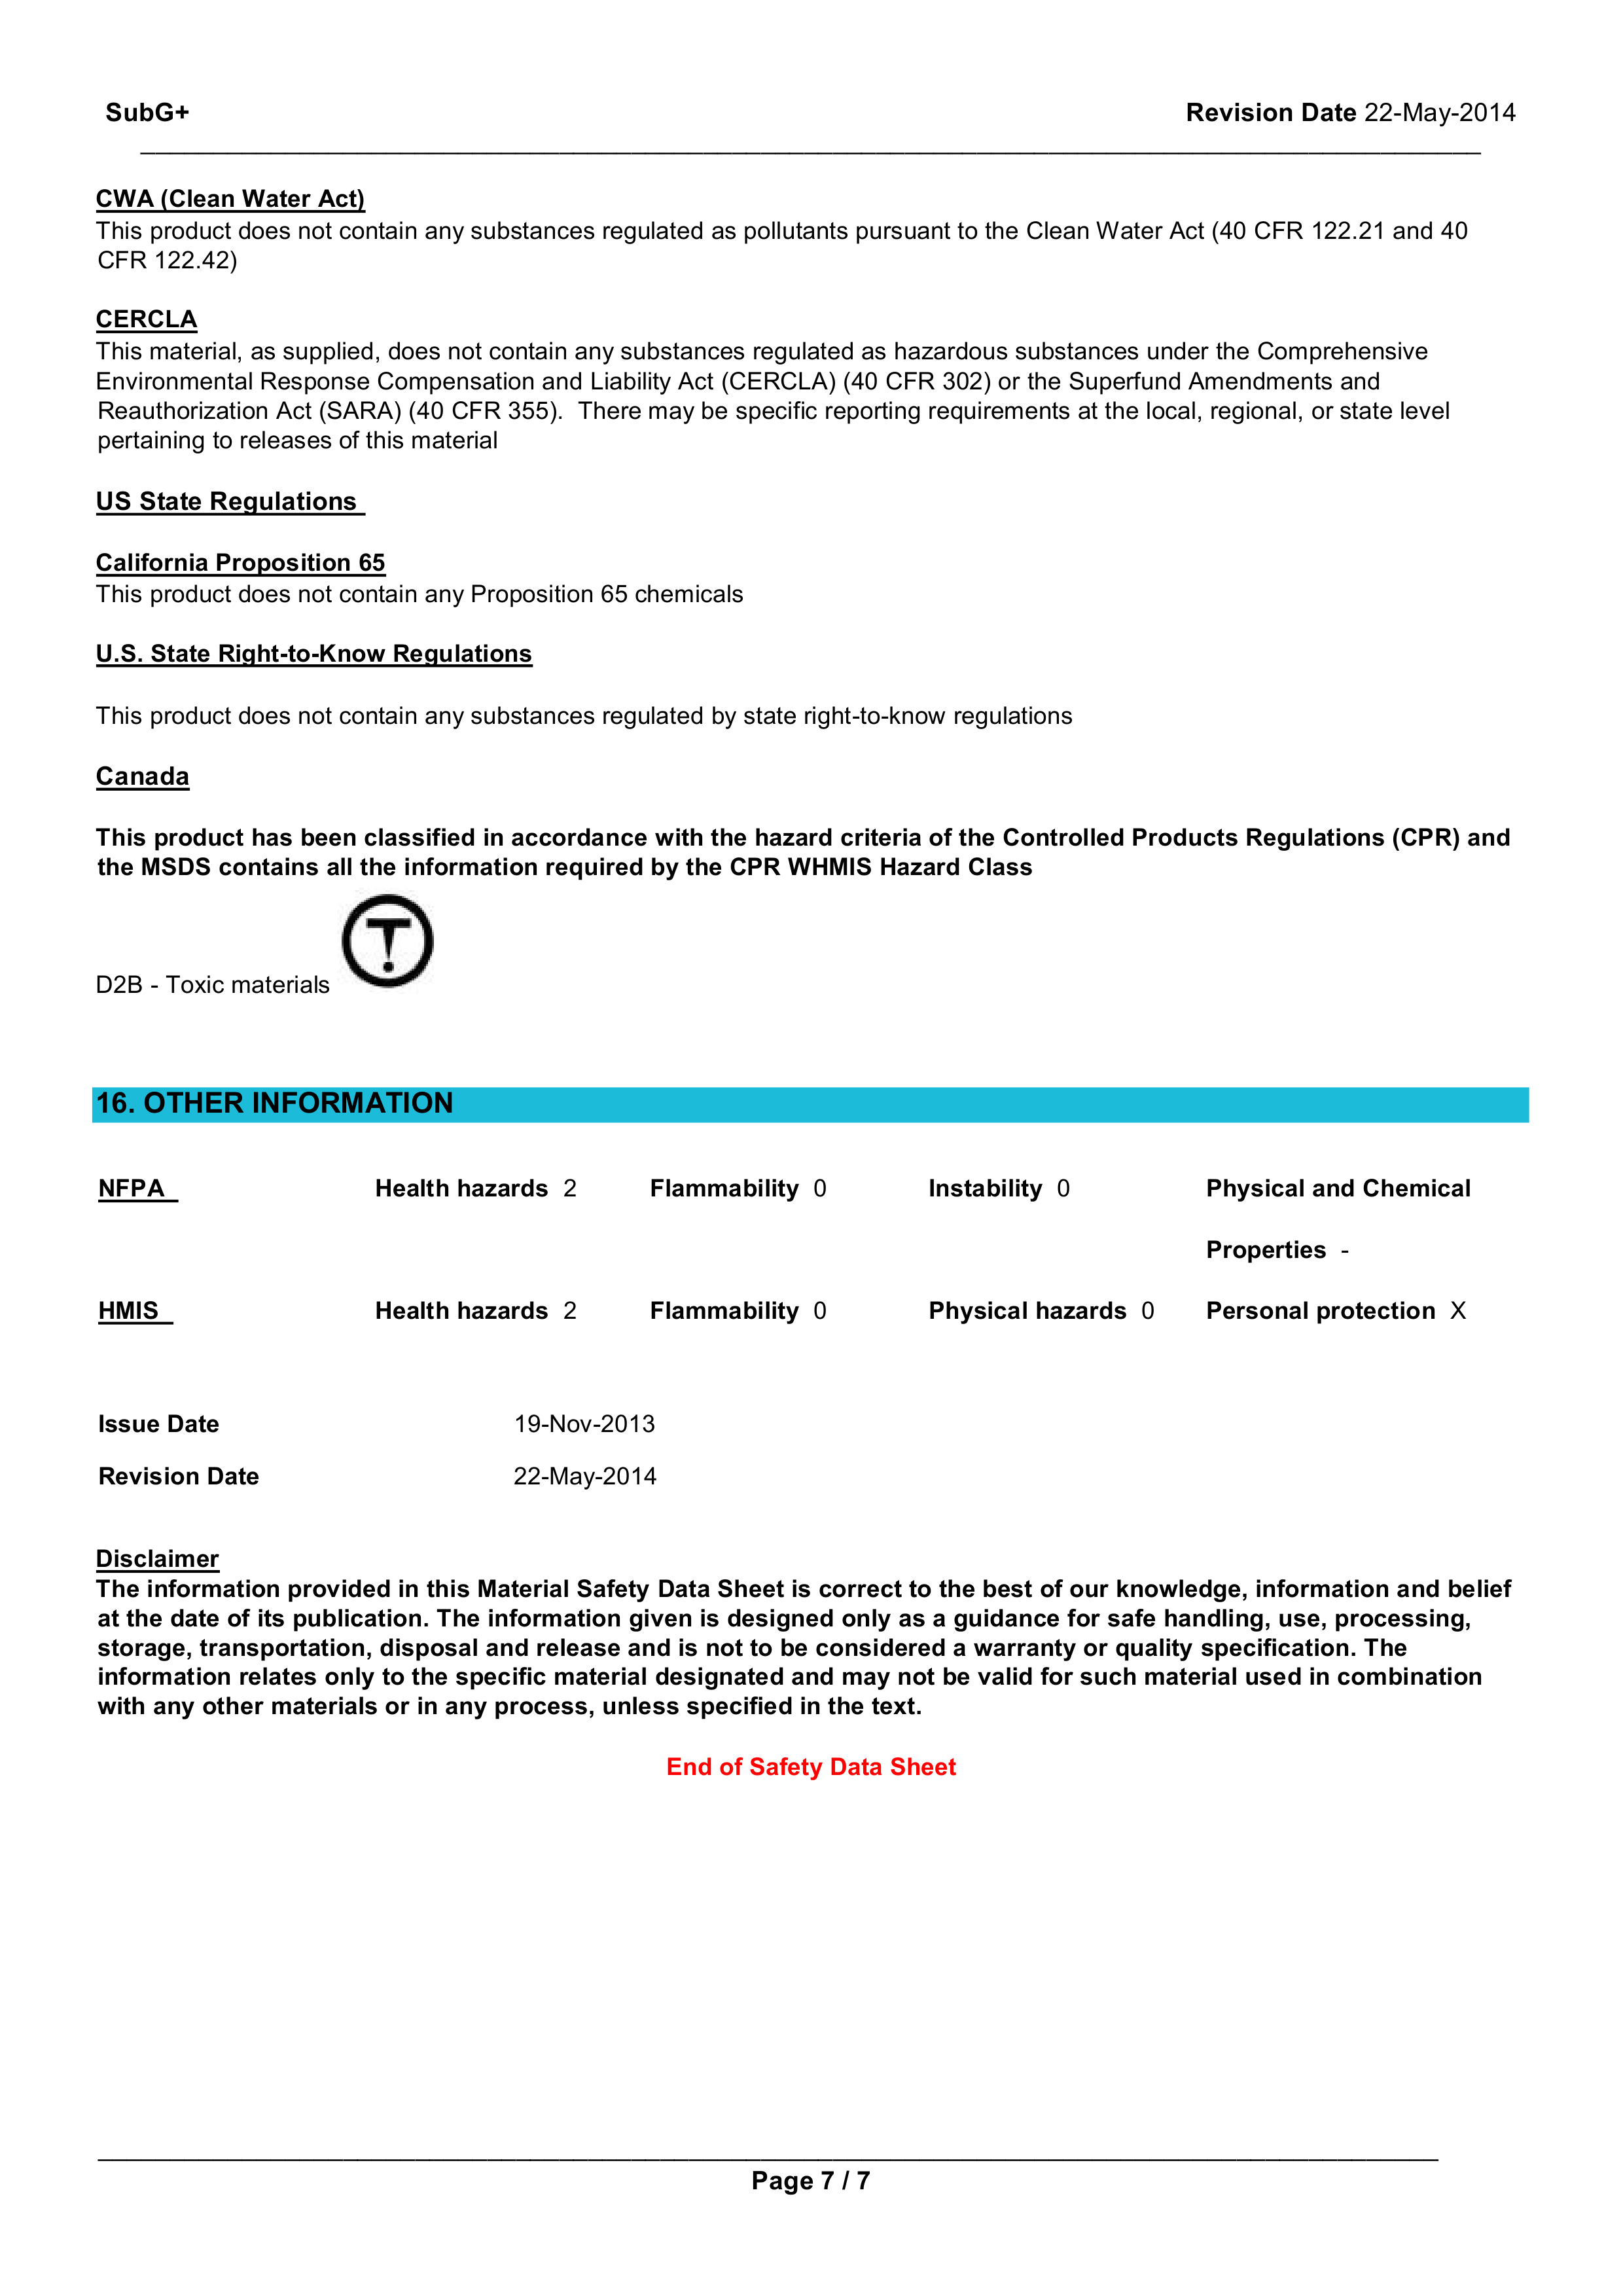 SubG+ Revision Date 22-May-2014
CWA (Clean Water Act)
This product does not contain any substances regulated as pollutants pursuant to the Clean Water Act (40 CFR 122.21 and 40
CFR 122.42)
CERCLA
This material, as supplied, does not contain any substances regulated as hazardous substances under the Comprehensive
Environmental Response Compensation and Liability Act (CERCLA) (40 CFR 302) or the Superfund Amendments and
Reauthorization Act (SARA) (40 CFR 355).  There may be specific reporting requirements at the local, regional, or state level
pertaining to releases of this material
US State Regulations
California Proposition 65
This product does not contain any Proposition 65 chemicals
U.S. State Right-to-Know Regulations
This product does not contain any substances regulated by state right-to-know regulations
Canada
This product has been classified in accordance with the hazard criteria of the Controlled Products Regulations (CPR) and
the MSDS contains all the information required by the CPR WHMIS Hazard Class
D2B - Toxic materials
16. OTHER INFORMATION
NFPA Health hazards 2 Flammability 0 Instability 0 Physical and Chemical
Properties -
HMIS Health hazards 2 Flammability 0 Physical hazards 0 Personal protection X
Issue Date 19-Nov-2013
Revision Date 22-May-2014
Disclaimer
The information provided in this Material Safety Data Sheet is correct to the best of our knowledge, information and belief
at the date of its publication. The information given is designed only as a guidance for safe handling, use, processing,
storage, transportation, disposal and release and is not to be considered a warranty or quality specification. The
information relates only to the specific material designated and may not be valid for such material used in combination
with any other materials or in any process, unless specified in the text.
End of Safety Data Sheet
Page 7 / 7